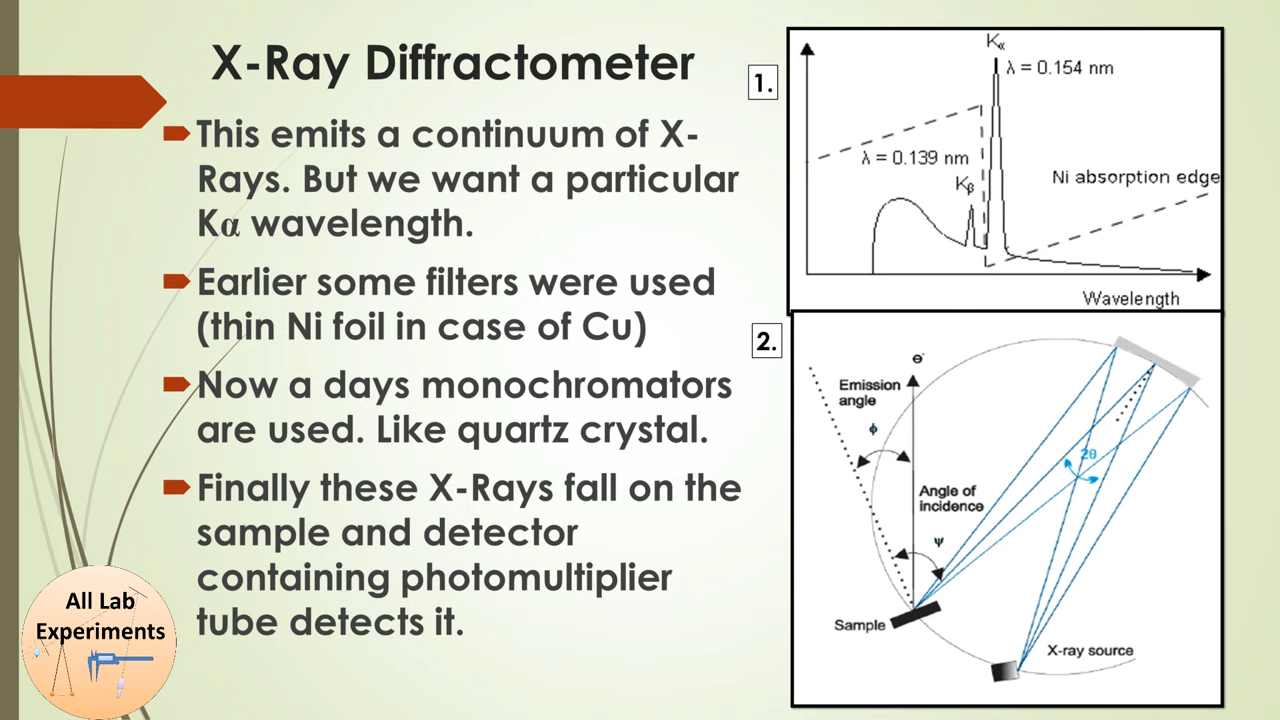 X-Ray Diffractometer
This emits a continuum of X-
Rays. But we want a particular
Kα wavelength.
Earlier some filters were used
(thin Ni foil in case of Cu)
Now a days monochromators
are used. Like quartz crystal.
Finally these X-Rays fall on the
sample and detector
containing photomultiplier
tube detects it.
All Lab
Experiments
1.
Kα
λ = 0.154 nm
λ = 0.139 nm
Kβ
Ni absorption edge
Wavelength
2.
e-
Emission
angle
ϕ
2θ
Angle of
incidence
ψ
Sample
X-ray source